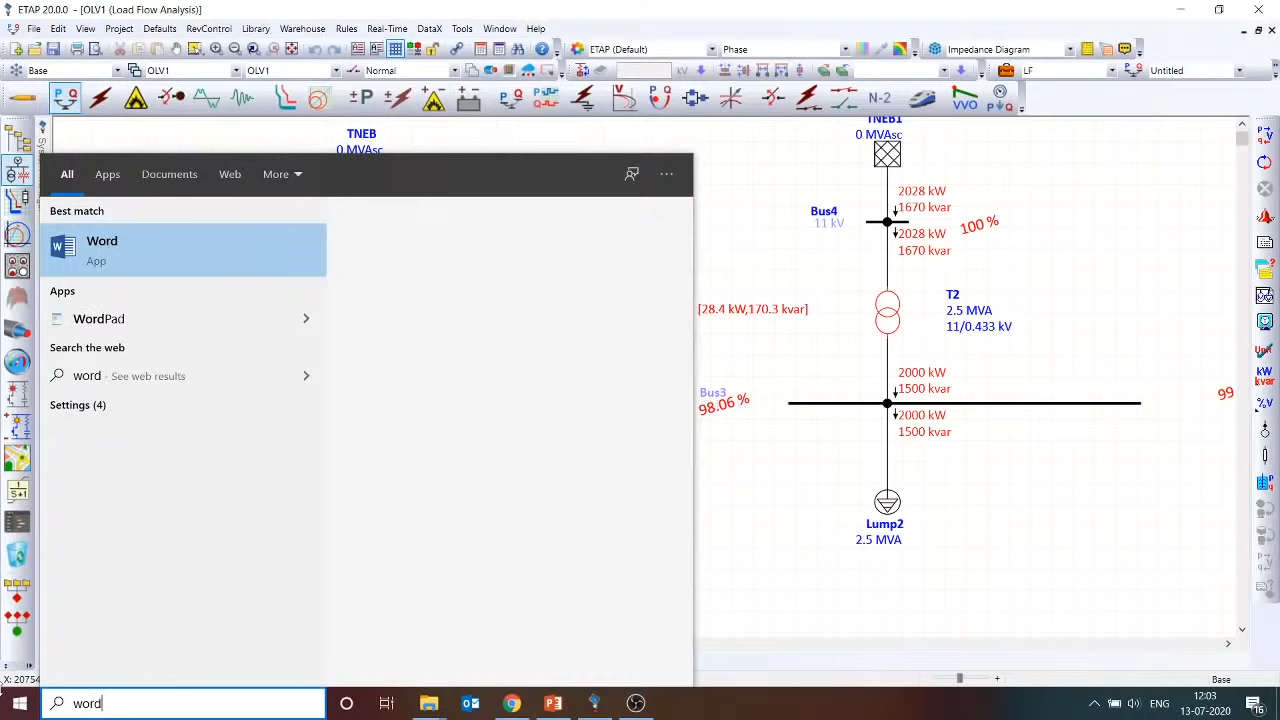 ETAP 20.0.0 - [OLV1 (Load Flow Analysis)]
File Edit View Project Defaults RevControl Library Warehouse Rules Real-Time DataX Tools Window Help
ETAP (Default) Phase Impedance Diagram
Base OLV1 OLV1 Normal kV LF Untitled
P N-2 VVO
TNEB
0 MVAsc
TNEB1
0 MVAsc
All Apps Documents Web More
Best match
Word
App
Apps
WordPad
Search the web
word - See web results
Settings (4)
2028 kW
1670 kvar
Bus4
11 kV
100 %
2028 kW
1670 kvar
[28.4 kW,170.3 kvar]
T2
2.5 MVA
11/0.433 kV
2000 kW
1500 kvar
Bus3
98.06 %
99
2000 kW
1500 kvar
Lump2
2.5 MVA
kW
kvar
%V
X: 20754
Base
word
ENG
12:03
13-07-2020
16